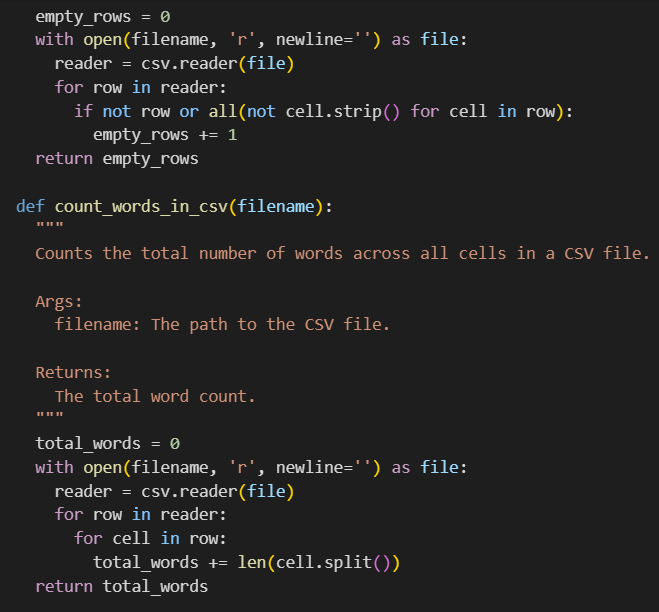 empty_rows = 0
with open(filename, 'r', newline='') as file:
reader = csv.reader(file)
for row in reader:
if not row or all(not cell.strip() for cell in row):
empty_rows += 1
return empty_rows
def count_words_in_csv(filename):
"""
Counts the total number of words across all cells in a CSV file.
Args:
filename: The path to the CSV file.
Returns:
The total word count.
"""
total_words = 0
with open(filename, 'r', newline='') as file:
reader = csv.reader(file)
for row in reader:
for cell in row:
total_words += len(cell.split())
return total_words